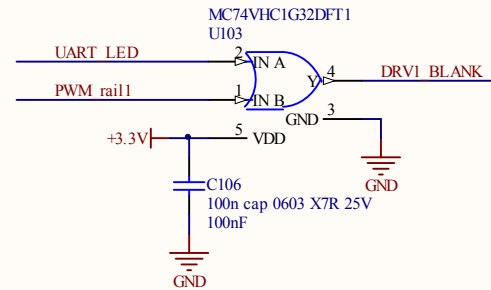 MC74VHC1G32DFT1
U103
UART_LED
2
IN A
Y
4
DRV1_BLANK
PWM_rail1
1
IN B
GND
3
+3.3V
5
VDD
GND
C106
100n cap 0603 X7R 25V
100nF
GND